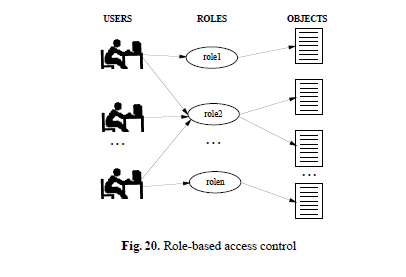 USERS ROLES OBJECTS
role1
role2
... ... ...
rolen
Fig. 20. Role-based access control